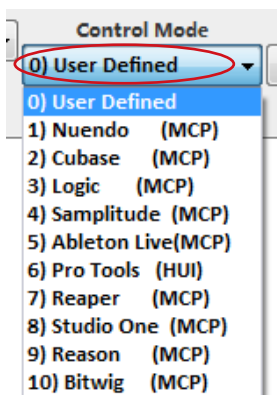 Control Mode
0) User Defined
0) User Defined
1) Nuendo (MCP)
2) Cubase (MCP)
3) Logic (MCP)
4) Samplitude (MCP)
5) Ableton Live(MCP)
6) Pro Tools (HUI)
7) Reaper (MCP)
8) Studio One (MCP)
9) Reason (MCP)
10) Bitwig (MCP)